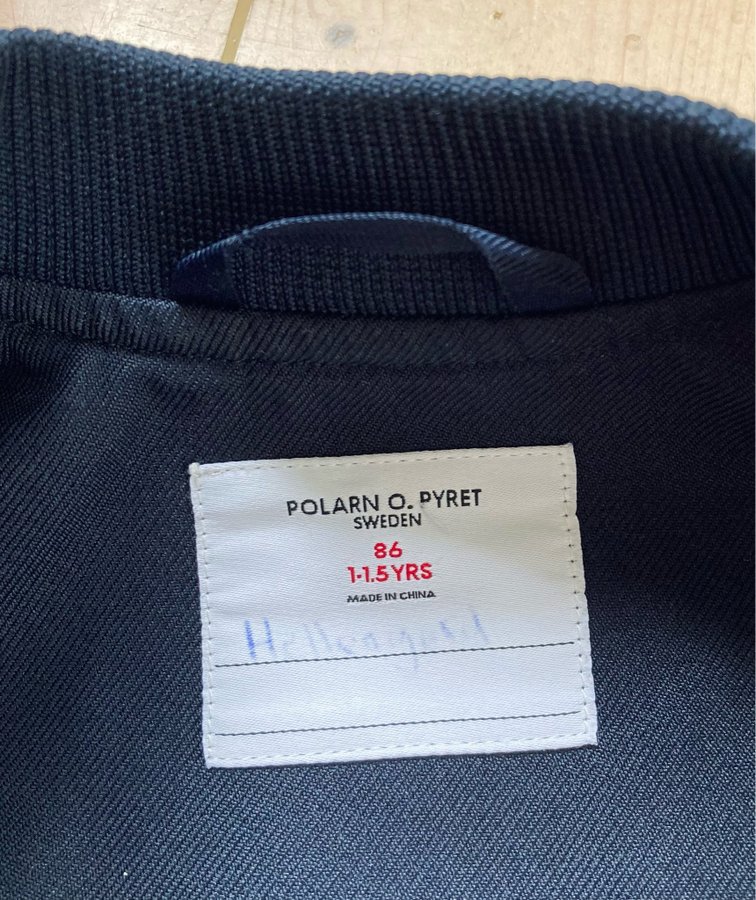 POLARN O. PYRET
SWEDEN
86
1-1.5 YRS
MADE IN CHINA